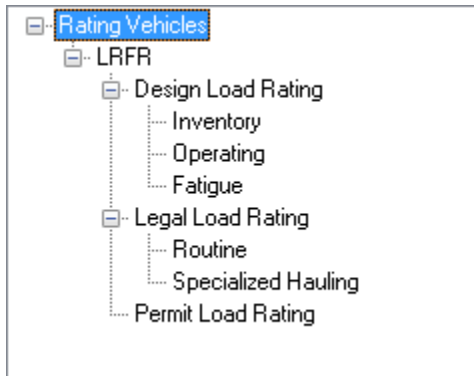 Rating Vehicles
LRFR
Design Load Rating
Inventory
Operating
Fatigue
Legal Load Rating
Routine
Specialized Hauling
Permit Load Rating